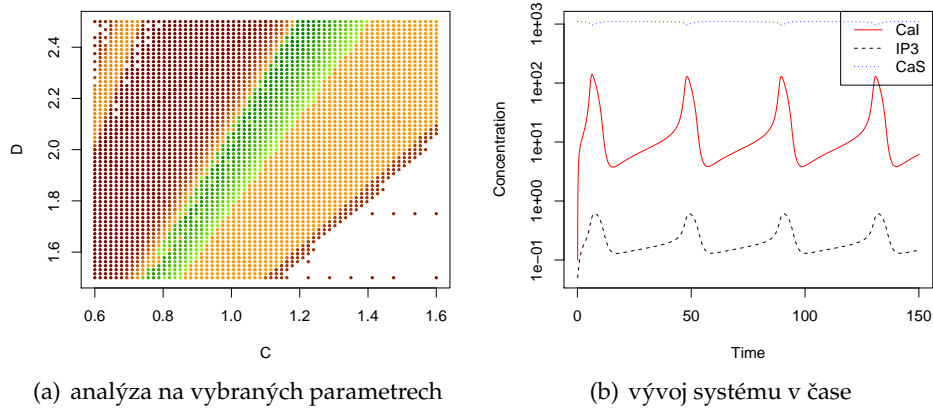 2.4
2.2
2.0
1.8
1.6
D
0.6 0.8 1.0 1.2 1.4 1.6
C
(a) analýza na vybraných parametrech
1e+03
1e+02
1e+01
1e+00
1e−01
Concentration
CaI
IP3
CaS
0 50 100 150
Time
(b) vývoj systému v čase